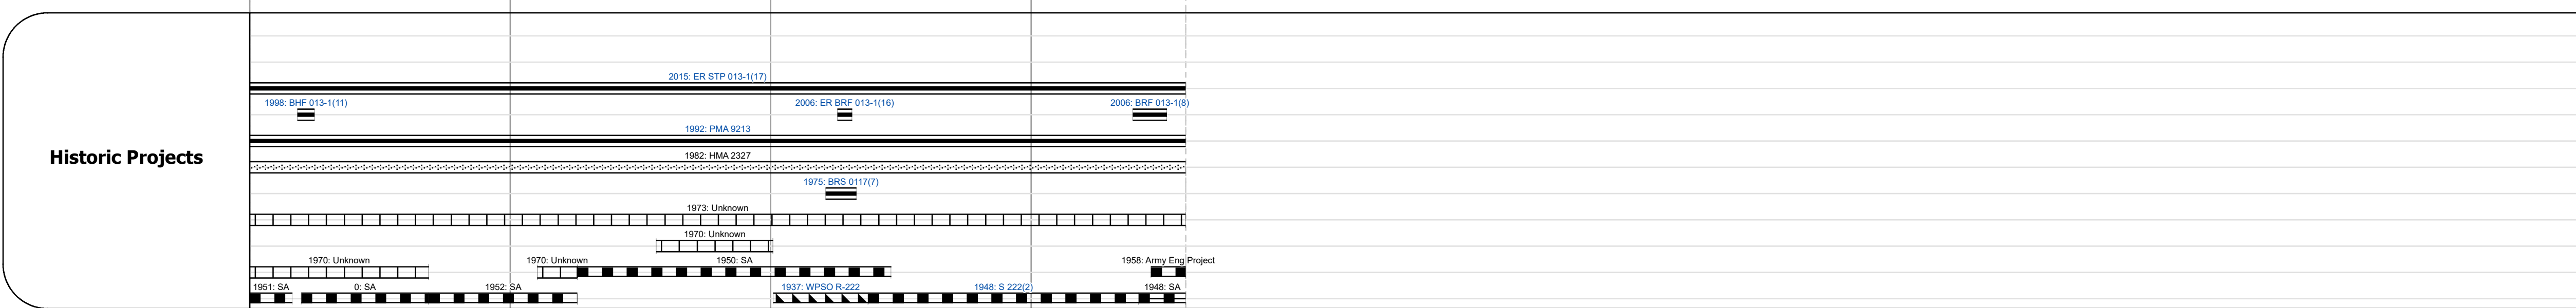 2015: ER STP 013-1(17)
1998: BHF 013-1(11) 2006: ER BRF 013-1(16) 2006: BRF 013-1(8)
1992: PMA 9213
Historic Projects
1982: HMA 2327
1975: BRS 0117(7)
1973: Unknown
1970: Unknown
1970: Unknown 1970: Unknown 1950: SA 1958: Army Eng Project
1951: SA 0: SA 1952: SA 1937: WPSO R-222 1948: S 222(2) 1948: SA